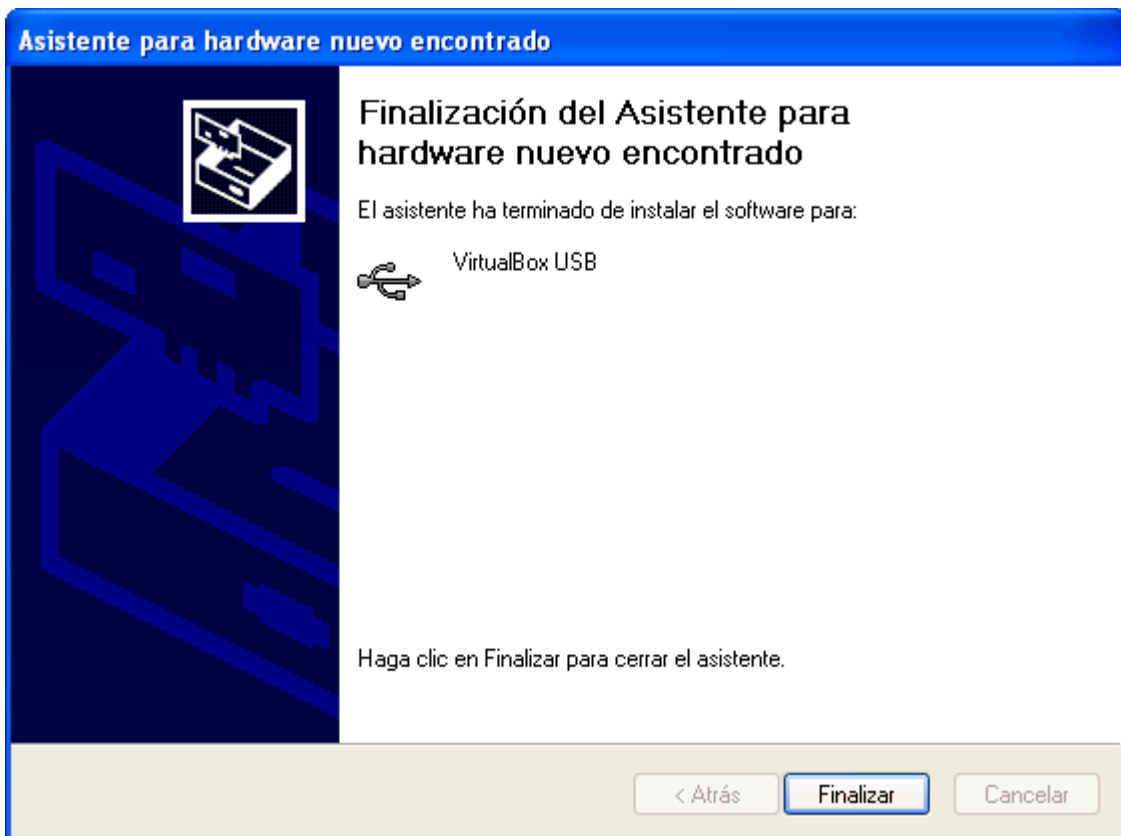 Asistente para hardware nuevo encontrado
Finalización del Asistente para
hardware nuevo encontrado
El asistente ha terminado de instalar el software para:
VirtualBox USB
Haga clic en Finalizar para cerrar el asistente.
< Atrás
Finalizar
Cancelar